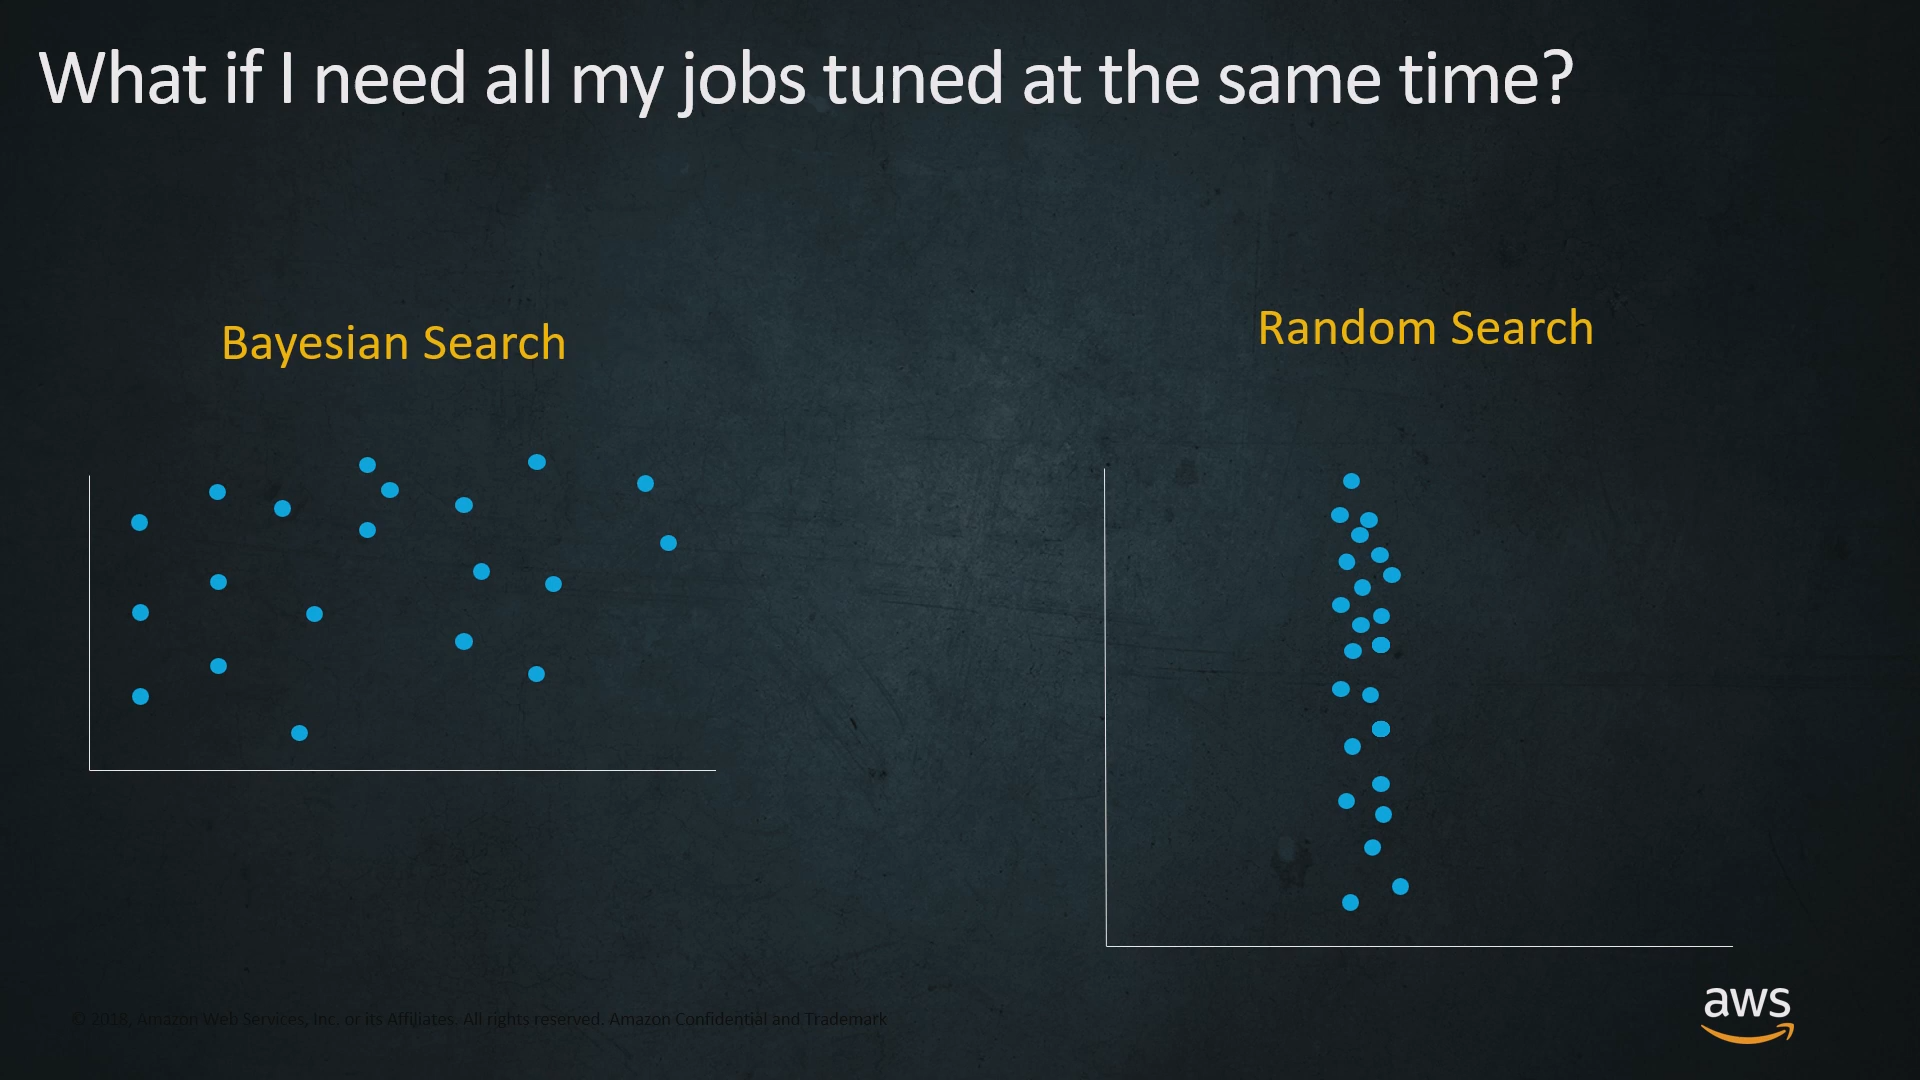 What if I need all my jobs tuned at the same time?
Bayesian Search
Random Search
© 2018, Amazon Web Services, Inc. or its Affiliates. All rights reserved. Amazon Confidential and Trademark
aws